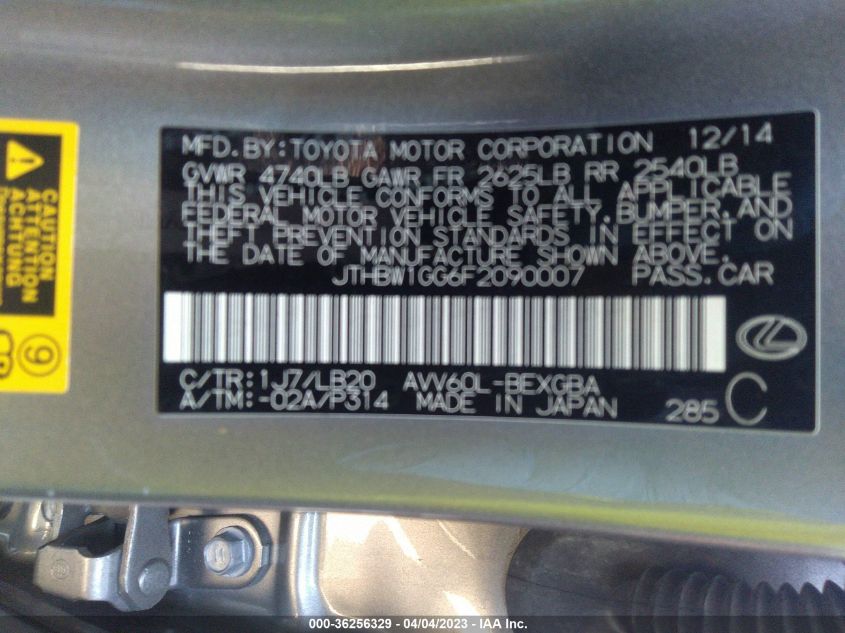 MFD.BY:TOYOTA MOTOR CORPORATION 12/14
GVWR 4740LB GAWR FR 2625LB RR 2540LB
THIS VEHICLE CONFORMS TO ALL APPLICABLE
FEDERAL MOTOR VEHICLE SAFETY,BUMPER,AND
THEFT PREVENTION STANDARDS IN EFFECT ON
THE DATE OF MANUFACTURE SHOWN ABOVE.
JTHBW1GG6F2090007 PASS.CAR
C/TR:1J7/LB20 AVV60L-BEXGBA
A/TM:-02A/P314 MADE IN JAPAN 285 C
CAUTION
ATTENTION
ACHTUNG
9
000-36256329 - 04/04/2023 - IAA Inc.